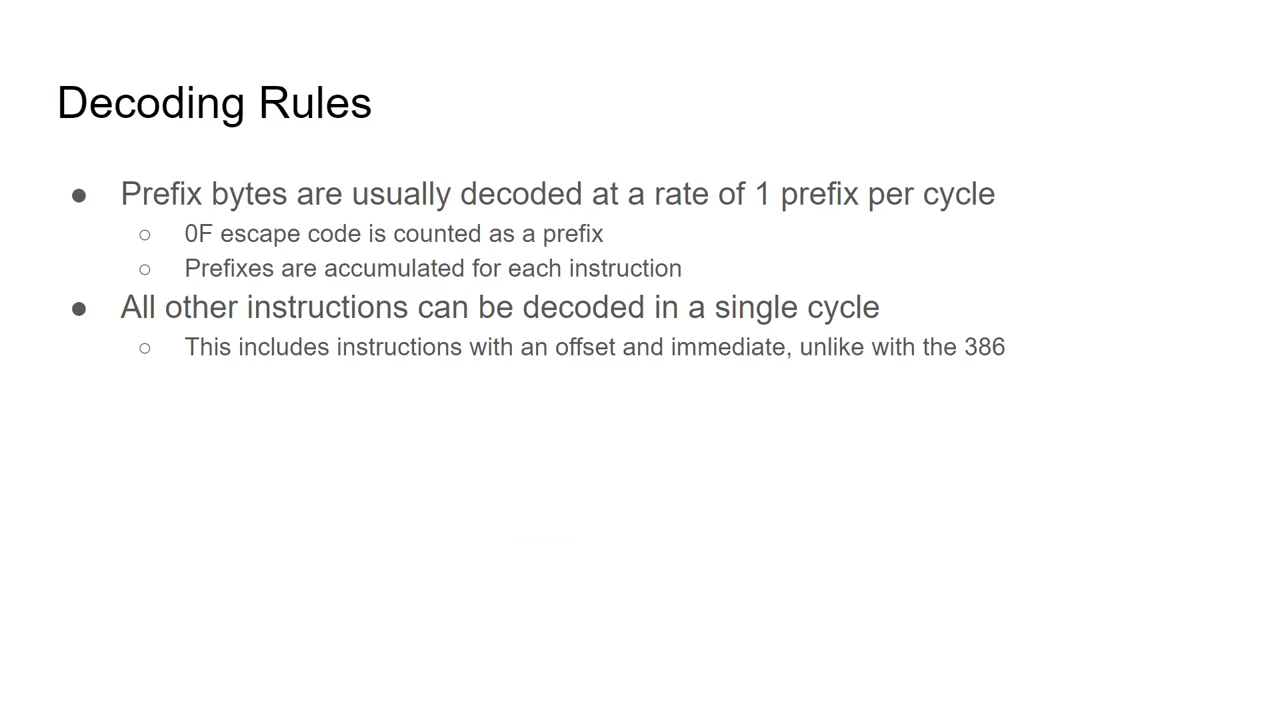 Decoding Rules
● Prefix bytes are usually decoded at a rate of 1 prefix per cycle
○ 0F escape code is counted as a prefix
○ Prefixes are accumulated for each instruction
● All other instructions can be decoded in a single cycle
○ This includes instructions with an offset and immediate, unlike with the 386